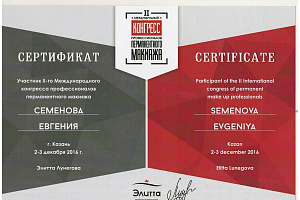 II
МЕЖДУНАРОДНЫЙ
КОНГРЕСС
ПРОФЕССИОНАЛОВ
ПЕРМАНЕНТНОГО
МАКИЯЖА
СЕРТИФИКАТ
Участник II-го Международного
конгресса профессионалов
перманентного макияжа
СЕМЕНОВА
ЕВГЕНИЯ
г. Казань
2-3 декабря 2016 г.
Элитта Лунегова
CERTIFICATE
Participant of the II International
congress of permanent
make up professionals
SEMENOVA
EVGENIYA
Kazan
2-3 december 2016
Elitta Lunegova
Элитта